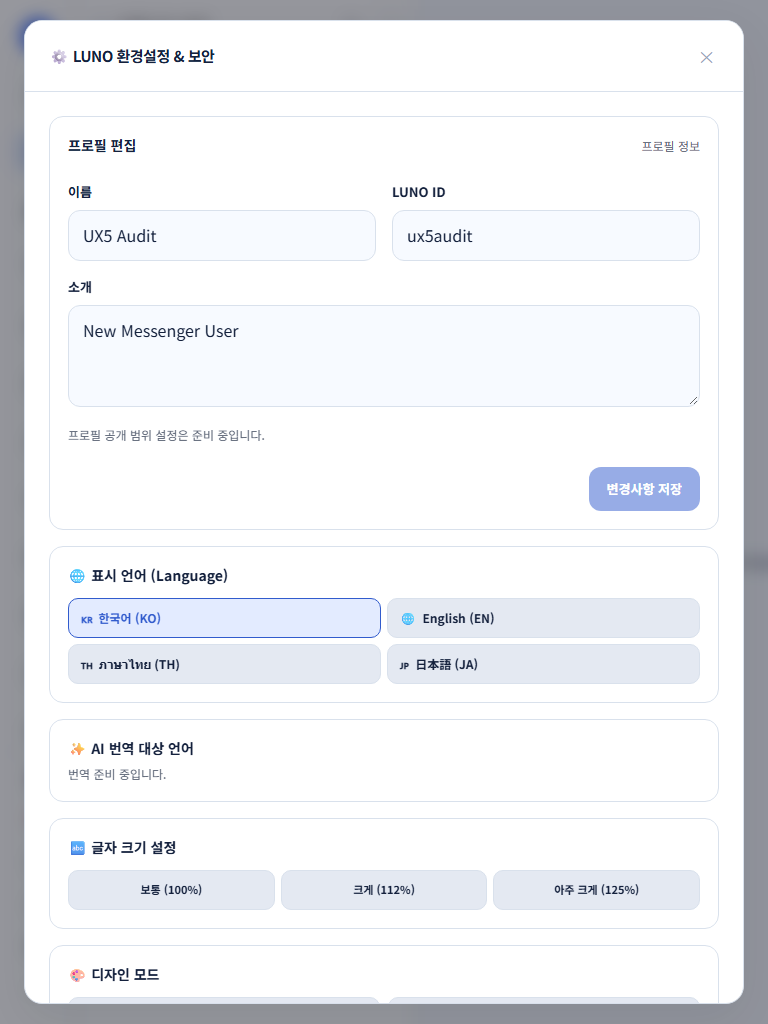 LUNO 환경설정 & 보안
프로필 편집
프로필 정보
이름
LUNO ID
UX5 Audit
ux5audit
소개
New Messenger User
프로필 공개 범위 설정은 준비 중입니다.
변경사항 저장
표시 언어 (Language)
KR 한국어 (KO)
English (EN)
TH ภาษาไทย (TH)
JP 日本語 (JA)
AI 번역 대상 언어
번역 준비 중입니다.
abc 글자 크기 설정
보통 (100%)
크게 (112%)
아주 크게 (125%)
디자인 모드